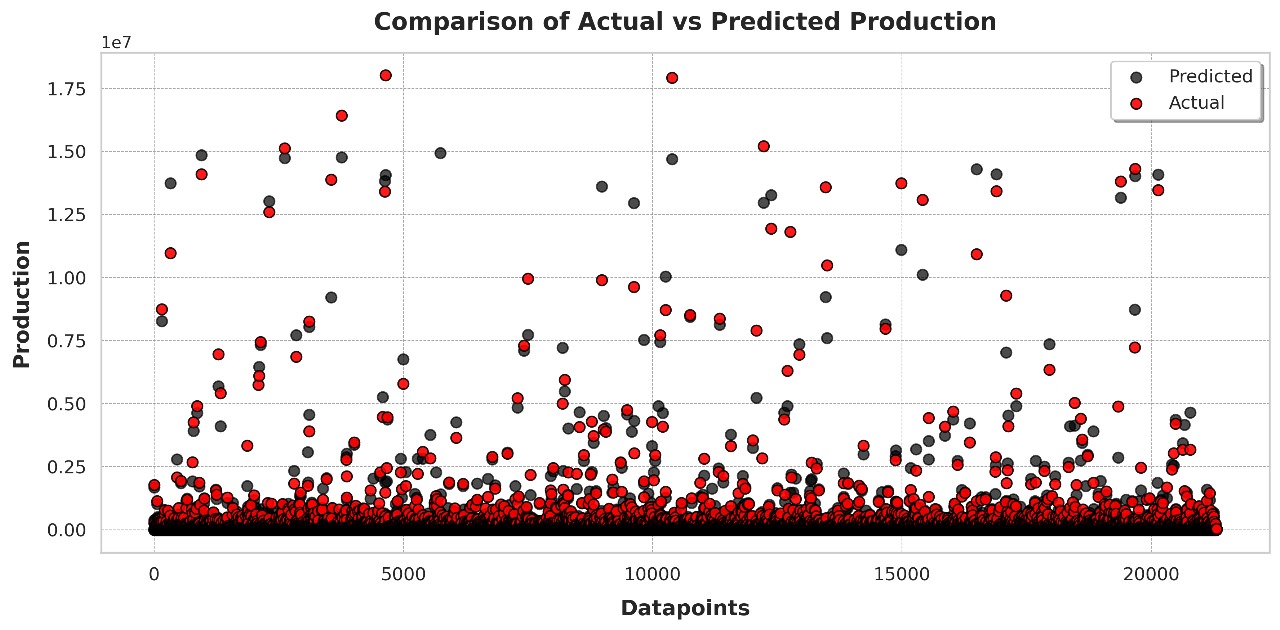 Comparison of Actual vs Predicted Production
1e7
1.75
1.50
1.25
1.00
0.75
0.50
0.25
0.00
Production
Predicted
Actual
0 5000 10000 15000 20000
Datapoints